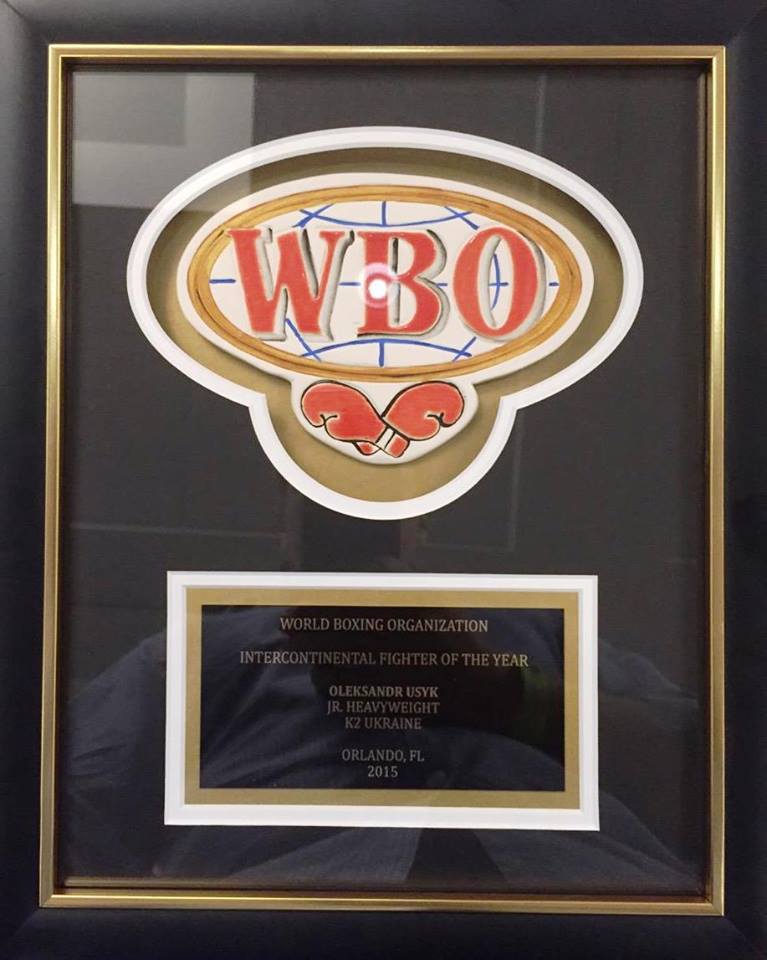 WBO
WORLD BOXING ORGANIZATION
INTERCONTINENTAL FIGHTER OF THE YEAR
OLEKSANDR USYK
JR. HEAVYWEIGHT
K2 UKRAINE
ORLANDO, FL
2015